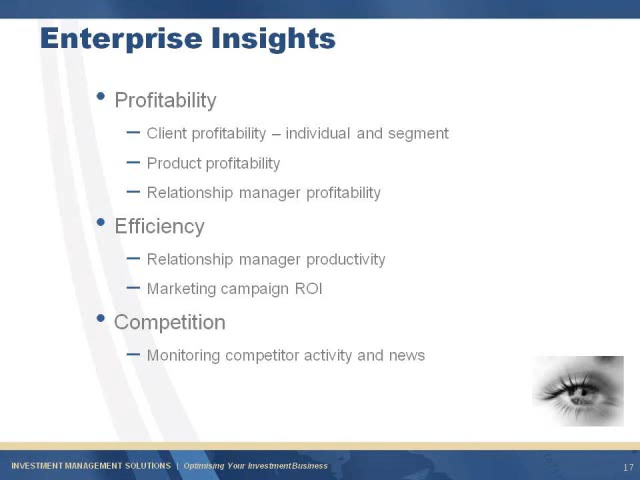 Enterprise Insights
• Profitability
– Client profitability – individual and segment
– Product profitability
– Relationship manager profitability
• Efficiency
– Relationship manager productivity
– Marketing campaign ROI
• Competition
– Monitoring competitor activity and news
INVESTMENT MANAGEMENT SOLUTIONS | Optimising Your Investment Business
17